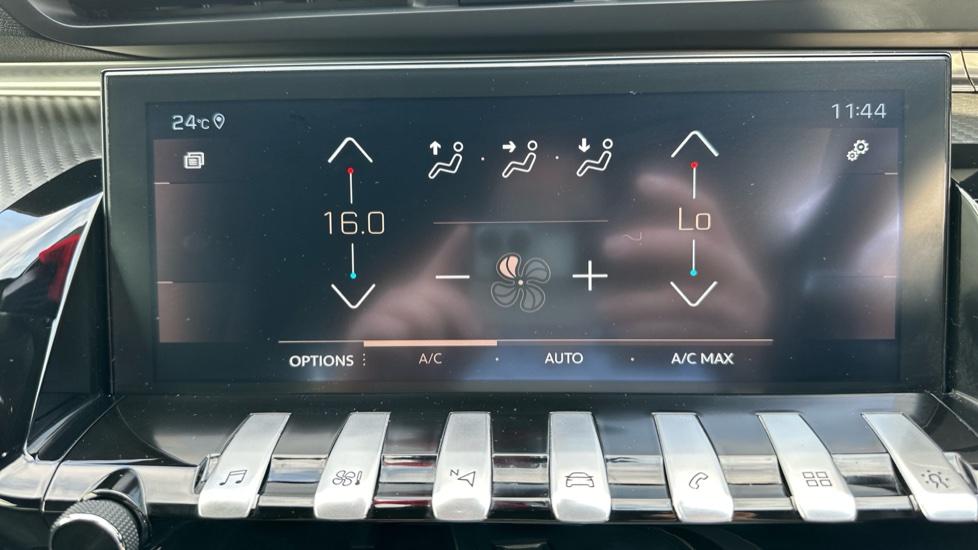 24°C 11:44
16.0 Lo
OPTIONS A/C AUTO A/C MAX
N